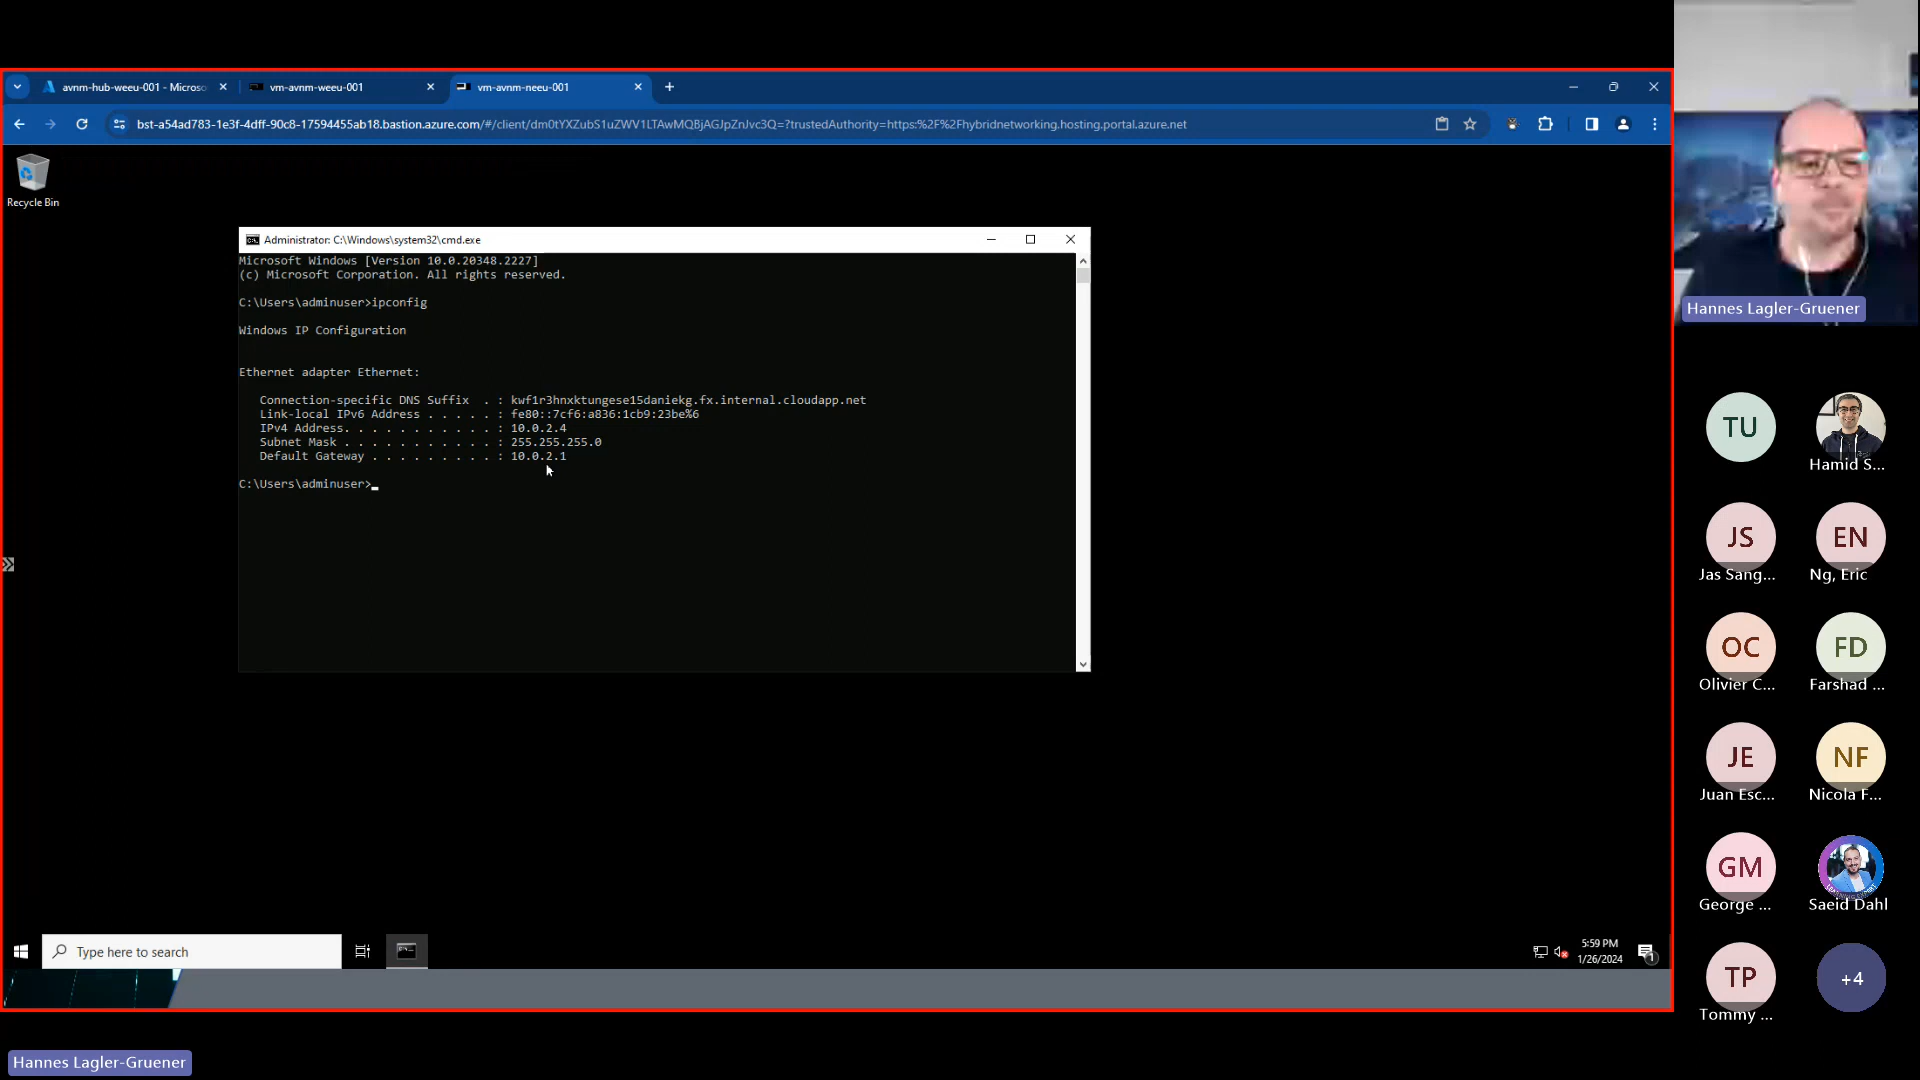 avnm-hub-weeu-001 - Microso
vm-avnm-weeu-001
vm-avnm-neeu-001
bst-a54ad783-1e3f-4dff-90c8-17594455ab18.bastion.azure.com/#/client/dm0tYXZubS1uZWV1LTAwMQBjAGJpZnJvc3Q=?trustedAuthority=https:%2F%2Fhybridnetworking.hosting.portal.azure.net
Recycle Bin
Administrator: C:\Windows\system32\cmd.exe
Microsoft Windows [Version 10.0.20348.2227]
(c) Microsoft Corporation. All rights reserved.
C:\Users\adminuser>ipconfig
Windows IP Configuration
Ethernet adapter Ethernet:
Connection-specific DNS Suffix . : kwf1r3hnxktungese15daniekg.fx.internal.cloudapp.net
Link-local IPv6 Address . . . . . : fe80::7cf6:a836:1cb9:23be%6
IPv4 Address. . . . . . . . . . . : 10.0.2.4
Subnet Mask . . . . . . . . . . . : 255.255.255.0
Default Gateway . . . . . . . . . : 10.0.2.1
C:\Users\adminuser>
Type here to search
5:59 PM
1/26/2024
1
Hannes Lagler-Gruener
TU
Hamid S...
JS
EN
Jas Sang...
Ng, Eric
OC
FD
Olivier C...
Farshad ...
JE
NF
Juan Esc...
Nicola F...
GM
George ...
Saeid Dahl
TP
+4
Tommy ...
Hannes Lagler-Gruener